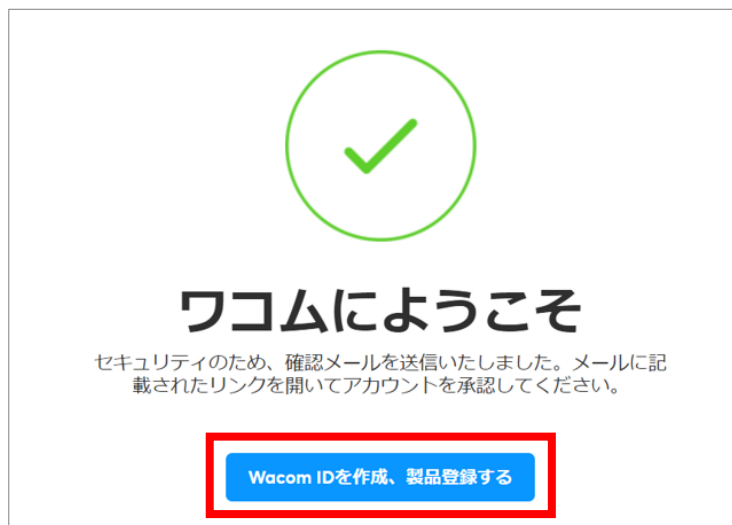 ワコムにようこそ
セキュリティのため、確認メールを送信いたしました。メールに記
載されたリンクを開いてアカウントを承認してください。
Wacom IDを作成、製品登録する